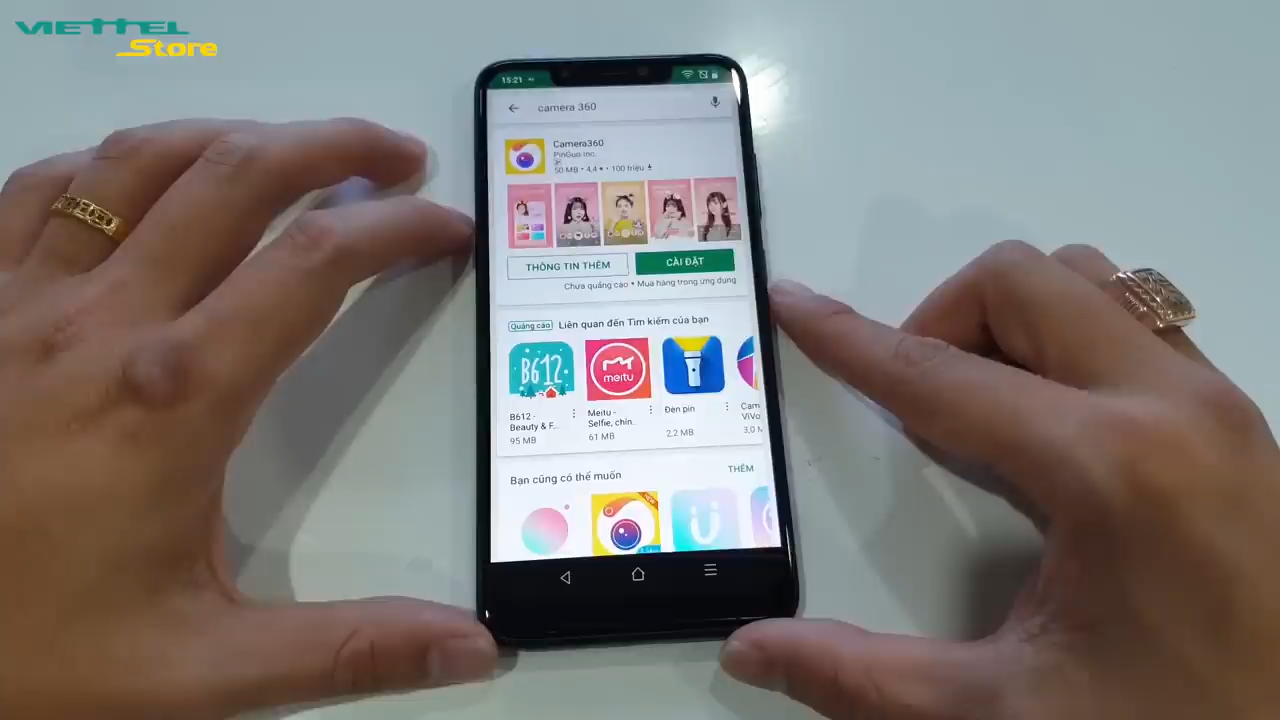 VIETTEL
Store
15:21
camera 360
Camera360
PinGuo Inc.
50 MB • 4,4 ★ • 100 triệu
THÔNG TIN THÊM
CÀI ĐẶT
Chưa quảng cáo • Mua hàng trong ứng dụng
Quảng cáo Liên quan đến Tìm kiếm của bạn
B612
meitu
B612 -
Beauty & F...
95 MB
Meitu -
Selfie, chỉn..
61 MB
Đèn pin
2,2 MB
Cam
ViVo
3,0 M
Bạn cũng có thể muốn
THÊM
NEW